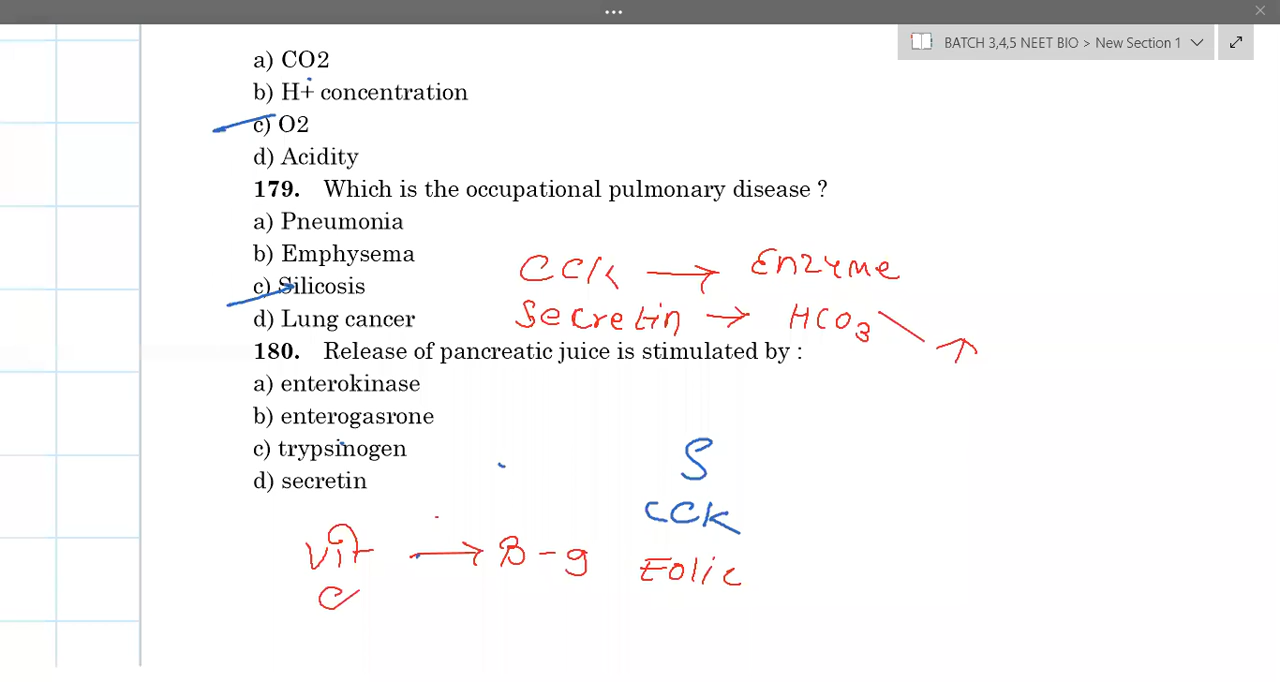 BATCH 3,4,5 NEET BIO > New Section 1
a) CO2
b) H+ concentration
c) O2
d) Acidity
179. Which is the occupational pulmonary disease ?
a) Pneumonia
b) Emphysema
c) Silicosis
d) Lung cancer
CCK → Enzyme
Secretin → HCO3
180. Release of pancreatic juice is stimulated by :
a) enterokinase
b) enterogasrone
c) trypsinogen
d) secretin
S
CCK
Vit → B-9 Folic
C